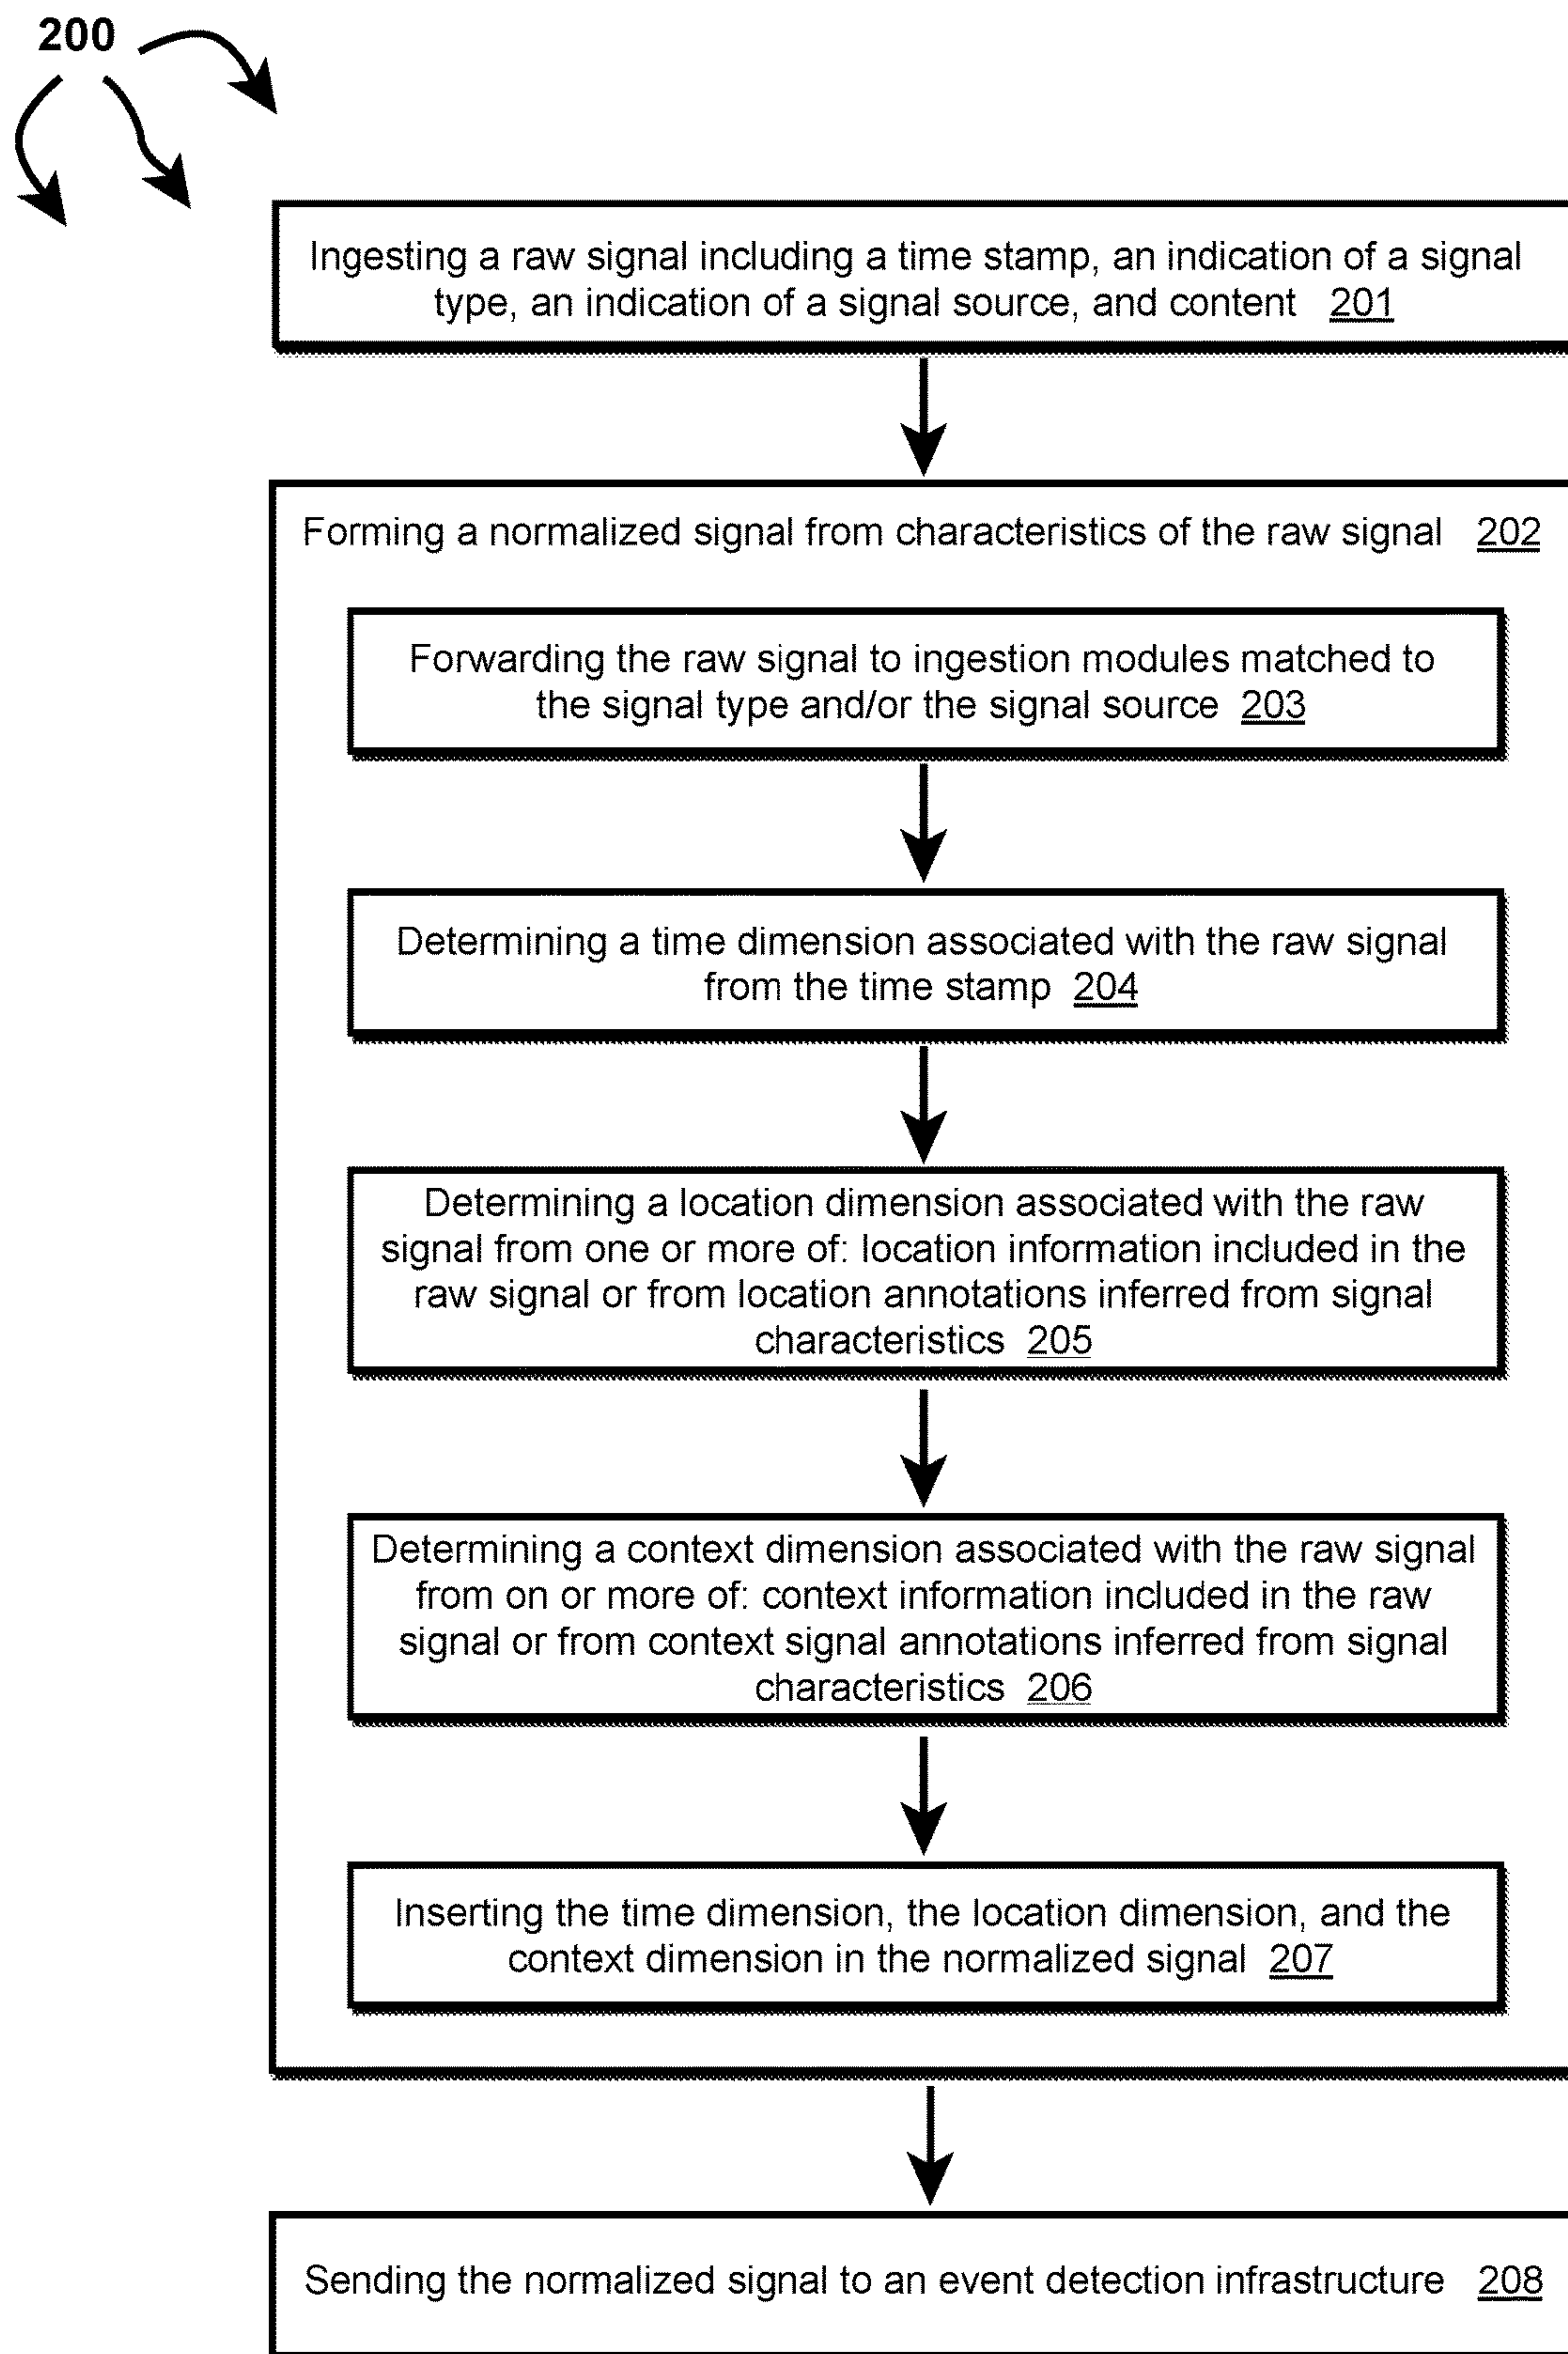 200
Ingesting a raw signal including a time stamp, an indication of a signal
type, an indication of a signal source, and content 201
Forming a normalized signal from characteristics of the raw signal 202
Forwarding the raw signal to ingestion modules matched to
the signal type and/or the signal source 203
Determining a time dimension associated with the raw signal
from the time stamp 204
Determining a location dimension associated with the raw
signal from one or more of: location information included in the
raw signal or from location annotations inferred from signal
characteristics 205
Determining a context dimension associated with the raw signal
from on or more of: context information included in the raw
signal or from context signal annotations inferred from signal
characteristics 206
Inserting the time dimension, the location dimension, and the
context dimension in the normalized signal 207
Sending the normalized signal to an event detection infrastructure 208